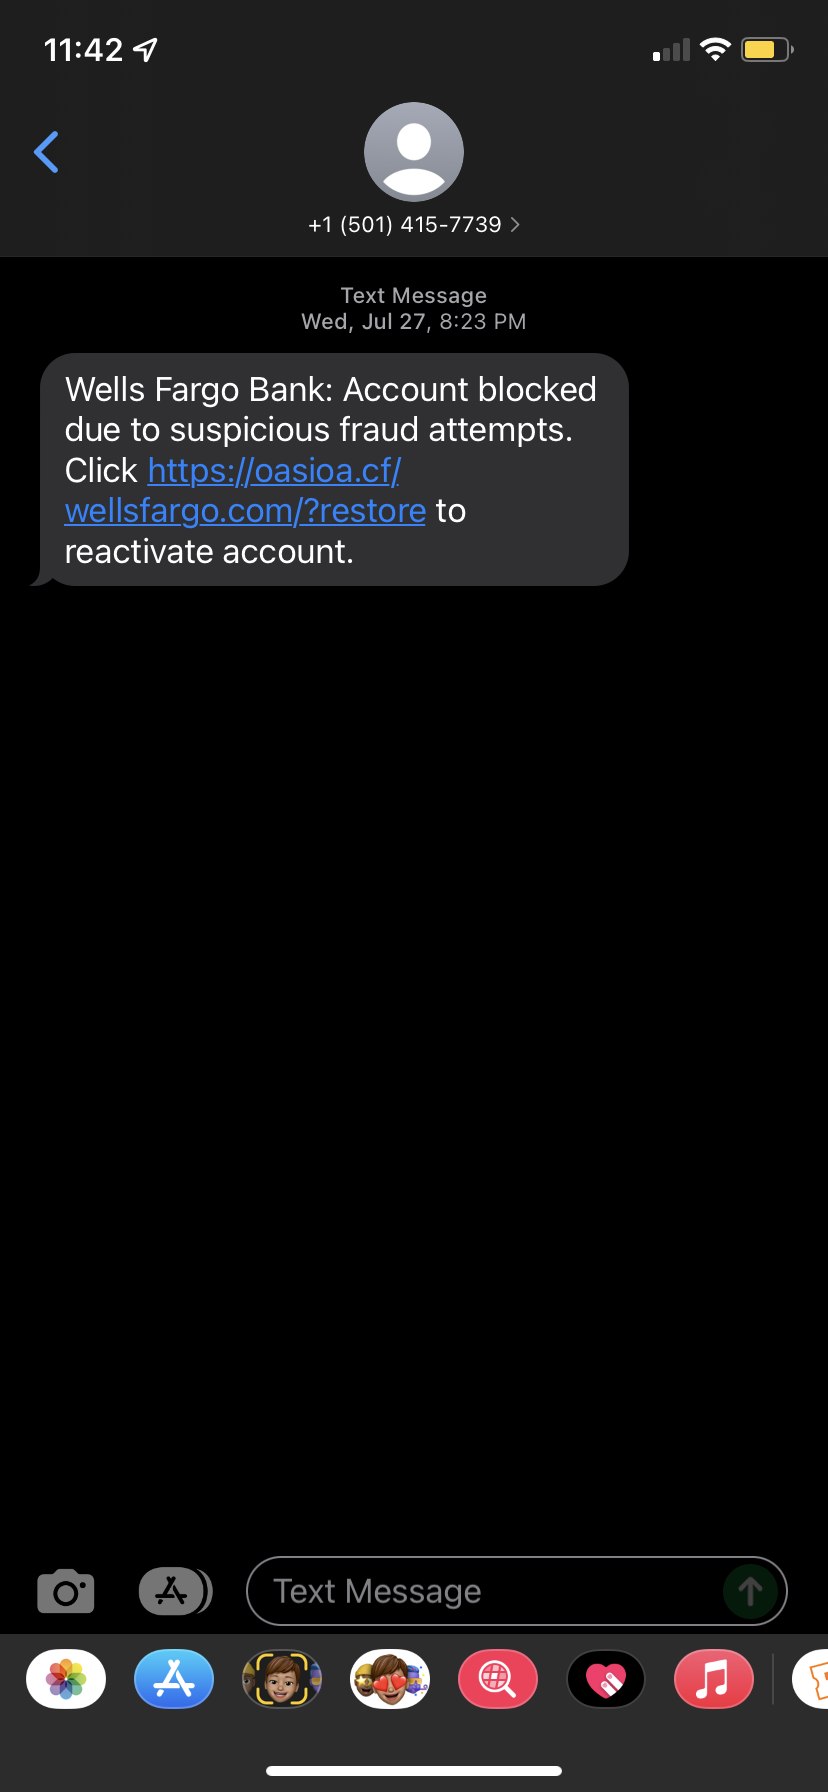 11:42
+1 (501) 415-7739
Text Message
Wed, Jul 27, 8:23 PM
Wells Fargo Bank: Account blocked
due to suspicious fraud attempts.
Click https://oasioa.cf/
wellsfargo.com/?restore to
reactivate account.
Text Message